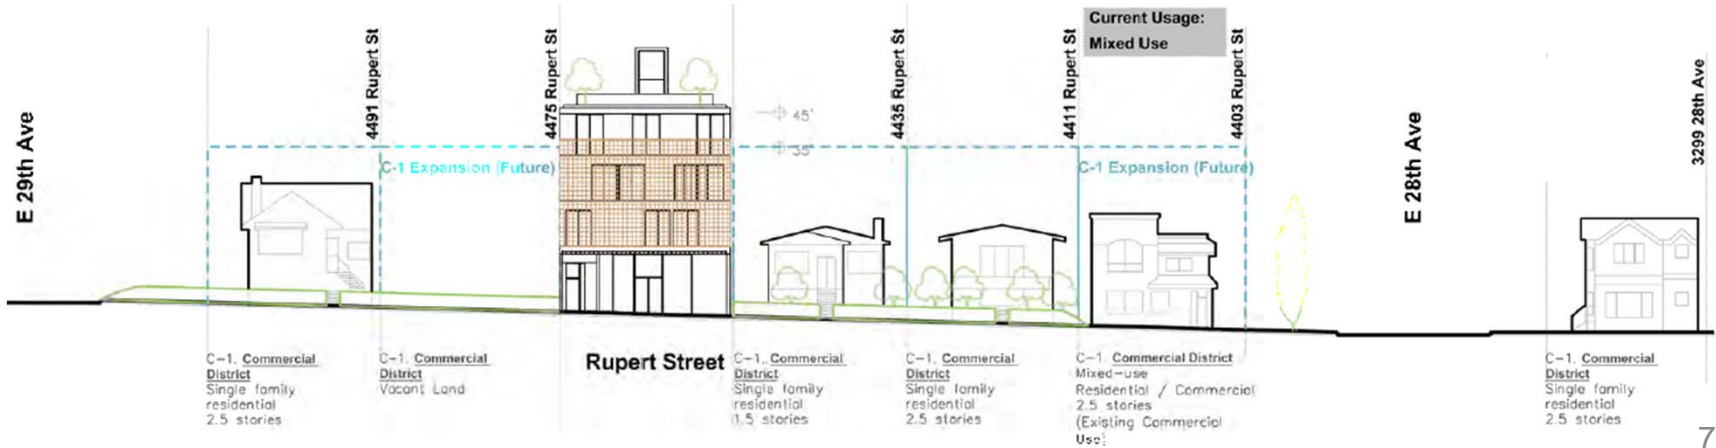 Current Usage:
Mixed Use
E 29th Ave
4491 Rupert St
4475 Rupert St
4435 Rupert St
4411 Rupert St
4403 Rupert St
E 28th Ave
3299 28th Ave
45'
35'
C-1 Expansion (Future)
C-1 Expansion (Future)
Rupert Street
C-1. Commercial
District
Single family
residential
2.5 stories
C-1. Commercial
District
Vacant Land
C-1. Commercial
District
Single family
residential
1.5 stories
C-1. Commercial
District
Single family
residential
2.5 stories
C-1. Commercial District
Mixed-use
Residential / Commercial
2.5 stories
(Existing Commercial
Use)
C-1. Commercial
District
Single family
residential
2.5 stories
7